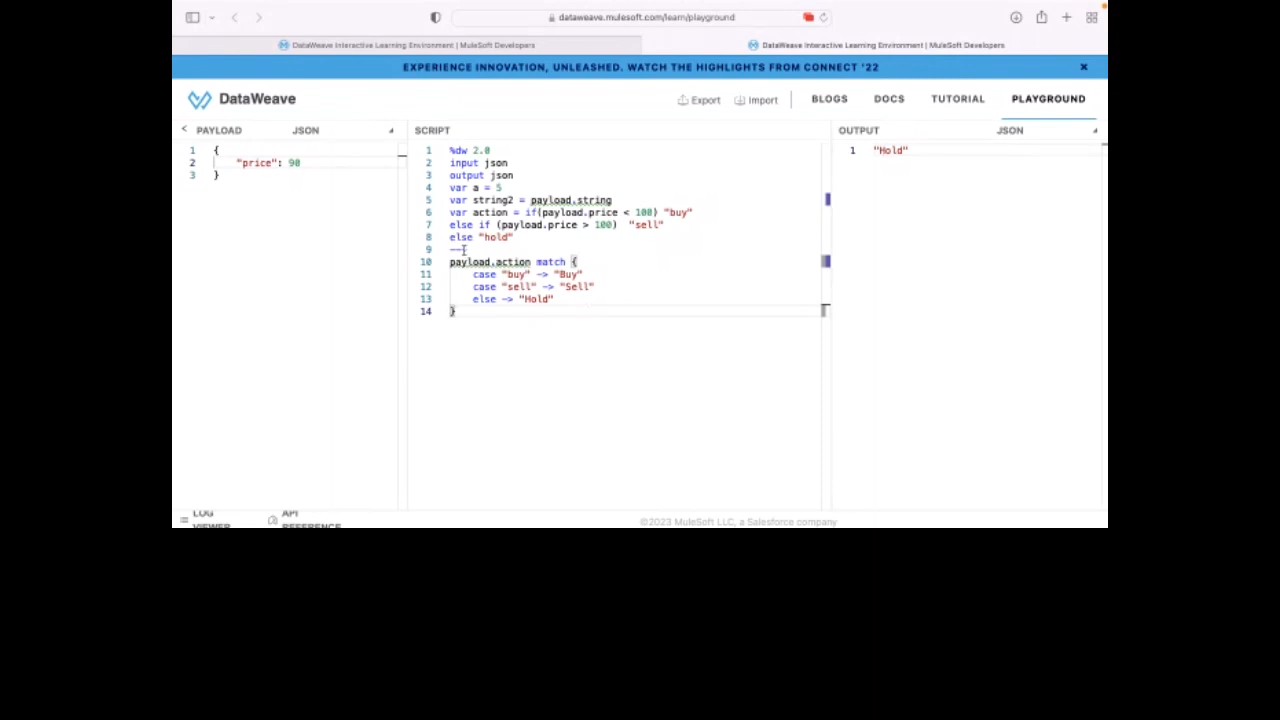 dataweave.mulesoft.com/learn/playground
DataWeave Interactive Learning Environment | MuleSoft Developers
DataWeave Interactive Learning Environment | MuleSoft Developers
EXPERIENCE INNOVATION, UNLEASHED. WATCH THE HIGHLIGHTS FROM CONNECT '22
DataWeave
Export
Import
BLOGS
DOCS
TUTORIAL
PLAYGROUND
PAYLOAD
JSON
1 {
2 "price": 90
3 }
SCRIPT
1 %dw 2.0
2 input json
3 output json
4 var a = 5
5 var string2 = payload.string
6 var action = if(payload.price < 100) "buy"
7 else if (payload.price > 100) "sell"
8 else "hold"
9 ---
10 payload.action match {
11 case "buy" -> "Buy"
12 case "sell" -> "Sell"
13 else -> "Hold"
14 }
OUTPUT
JSON
1 "Hold"
LOG
VIEWER
API
REFERENCE
©2023 MuleSoft LLC, a Salesforce company